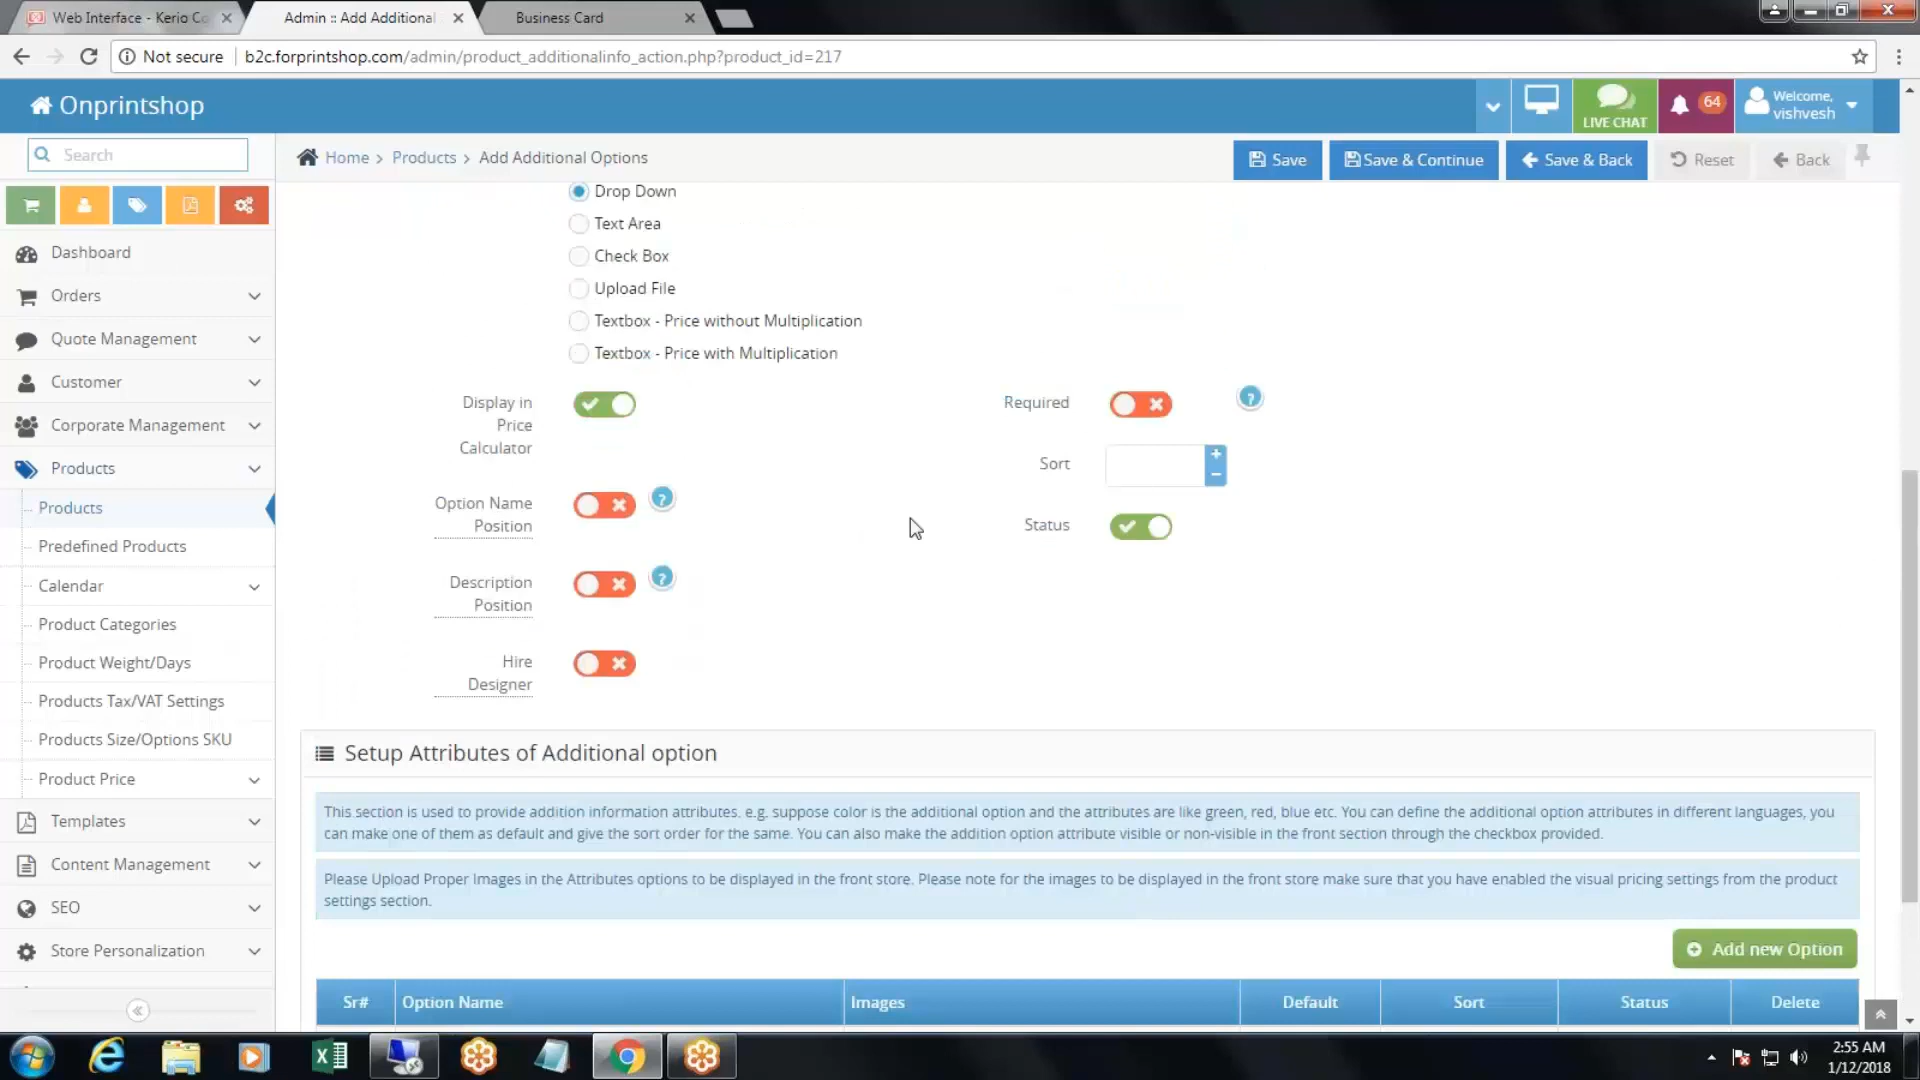 Web Interface - Kerio Co
Admin :: Add Additional
Business Card
Not secure
b2c.forprintshop.com/admin/product_additionalinfo_action.php?product_id=217
Onprintshop
LIVE CHAT
64
Welcome,
vishvesh
Search
Home > Products > Add Additional Options
Save
Save & Continue
Save & Back
Reset
Back
Dashboard
Orders
Quote Management
Customer
Corporate Management
Products
Products
Predefined Products
Calendar
Product Categories
Product Weight/Days
Products Tax/VAT Settings
Products Size/Options SKU
Product Price
Templates
Content Management
SEO
Store Personalization
Drop Down
Text Area
Check Box
Upload File
Textbox - Price without Multiplication
Textbox - Price with Multiplication
Display in
Price
Calculator
Required
Sort
Option Name
Position
Status
Description
Position
Hire
Designer
Setup Attributes of Additional option
This section is used to provide addition information attributes. e.g. suppose color is the additional option and the attributes are like green, red, blue etc. You can define the additional option attributes in different languages, you
can make one of them as default and give the sort order for the same. You can also make the addition option attribute visible or non-visible in the front section through the checkbox provided.
Please Upload Proper Images in the Attributes options to be displayed in the front store. Please note for the images to be displayed in the front store make sure that you have enabled the visual pricing settings from the product
settings section.
Add new Option
Sr# Option Name Images Default Sort Status Delete
2:55 AM
1/12/2018